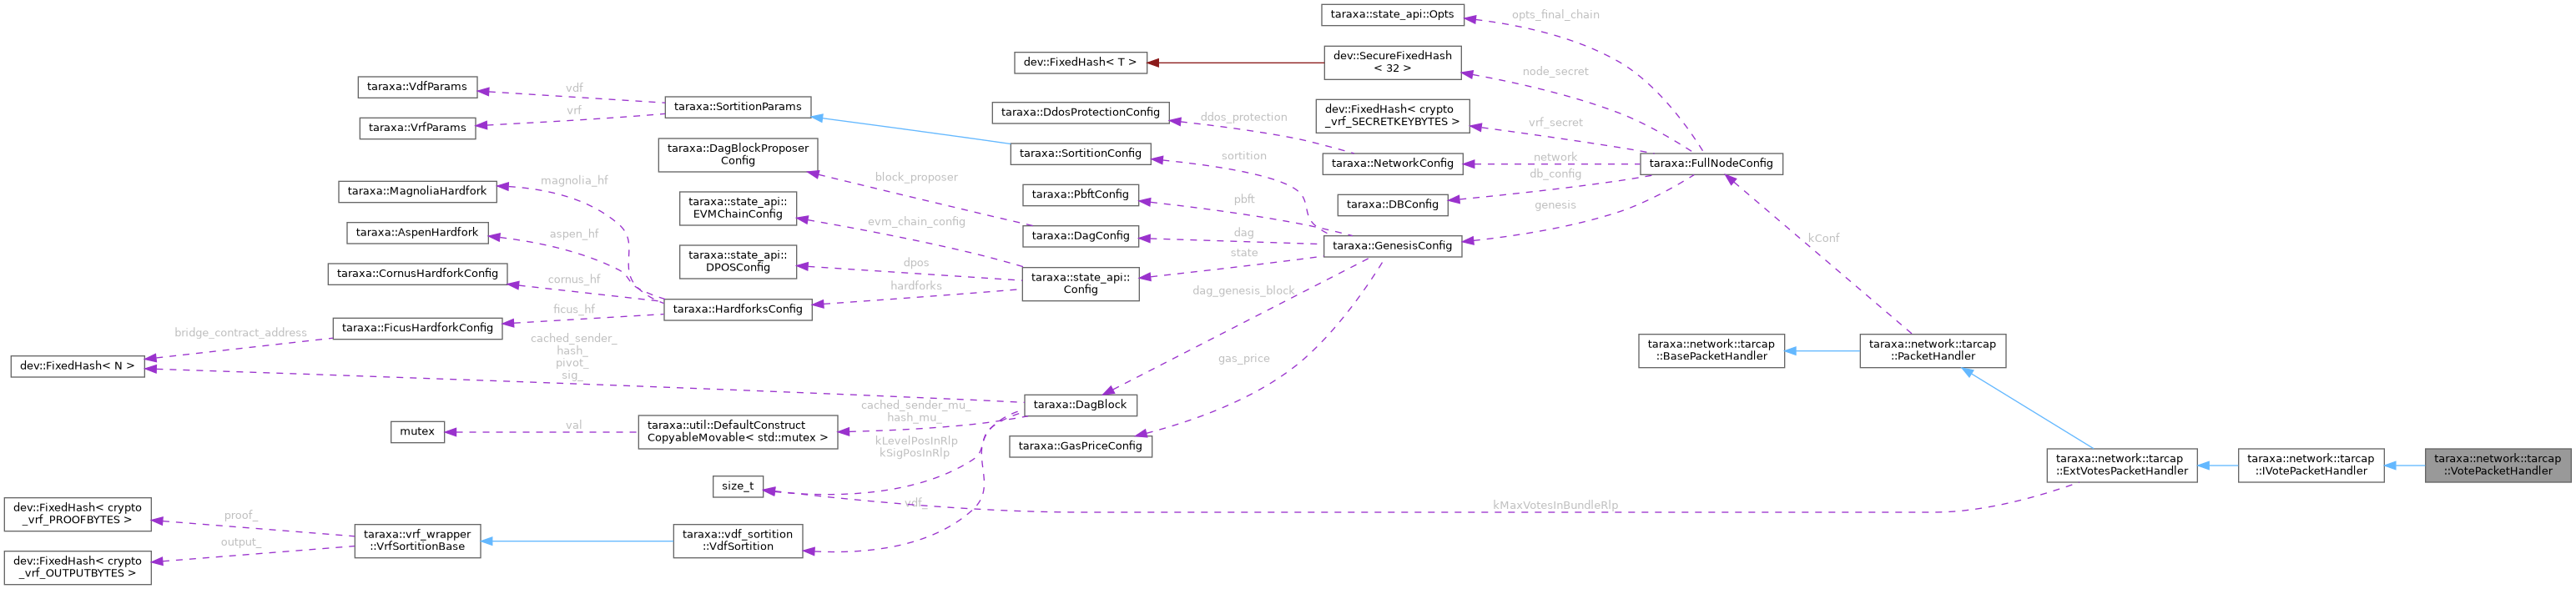 taraxa::state_api::Opts
opts_final_chain
dev::FixedHash< T >
dev::SecureFixedHash
< 32 >
node_secret
taraxa::VdfParams
vdf
taraxa::SortitionParams
vrf
taraxa::VrfParams
taraxa::DdosProtectionConfig
ddos_protection
dev::FixedHash< crypto
_vrf_SECRETKEYBYTES >
vrf_secret
taraxa::DagBlockProposer
Config
taraxa::SortitionConfig
sortition
taraxa::NetworkConfig
network
taraxa::FullNodeConfig
db_config
taraxa::MagnoliaHardfork
magnolia_hf
block_proposer
taraxa::PbftConfig
pbft
taraxa::DBConfig
genesis
taraxa::state_api::
EVMChainConfig
evm_chain_config
taraxa::AspenHardfork
aspen_hf
taraxa::DagConfig
dag
taraxa::GenesisConfig
kConf
state
taraxa::state_api::
DPOSConfig
dpos
taraxa::CornusHardforkConfig
cornus_hf
hardforks
taraxa::state_api::
Config
dag_genesis_block
taraxa::HardforksConfig
ficus_hf
taraxa::FicusHardforkConfig
bridge_contract_address
dev::FixedHash< N >
cached_sender_
hash_
pivot_
sig_
gas_price
taraxa::network::tarcap
::BasePacketHandler
taraxa::network::tarcap
::PacketHandler
taraxa::DagBlock
cached_sender_mu_
hash_mu_
mutex
val
taraxa::util::DefaultConstruct
CopyableMovable< std::mutex >
kLevelPosInRlp
kSigPosInRlp
taraxa::GasPriceConfig
taraxa::network::tarcap
::ExtVotesPacketHandler
taraxa::network::tarcap
::IVotePacketHandler
taraxa::network::tarcap
::VotePacketHandler
size_t
vdf_
kMaxVotesInBundleRlp
dev::FixedHash< crypto
_vrf_PROOFBYTES >
proof_
taraxa::vrf_wrapper
::VrfSortitionBase
taraxa::vdf_sortition
::VdfSortition
output_
dev::FixedHash< crypto
_vrf_OUTPUTBYTES >